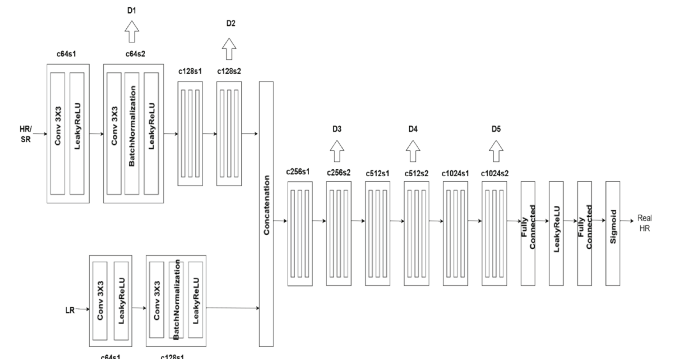 D1
D2
c64s1
c64s2
c128s1
c128s2
HR/
SR
Conv 3X3
LeakyReLU
Conv 3X3
BatchNormalization
LeakyReLU
Concatenation
D3
D4
D5
c256s1
c256s2
c512s1
c512s2
c1024s1
c1024s2
Fully
Connected
LeakyReLU
Fully
Connected
Sigmoid
Real
HR
LR
Conv 3X3
LeakyReLU
Conv 3X3
BatchNormalization
LeakyReLU
c64s1
c128s1